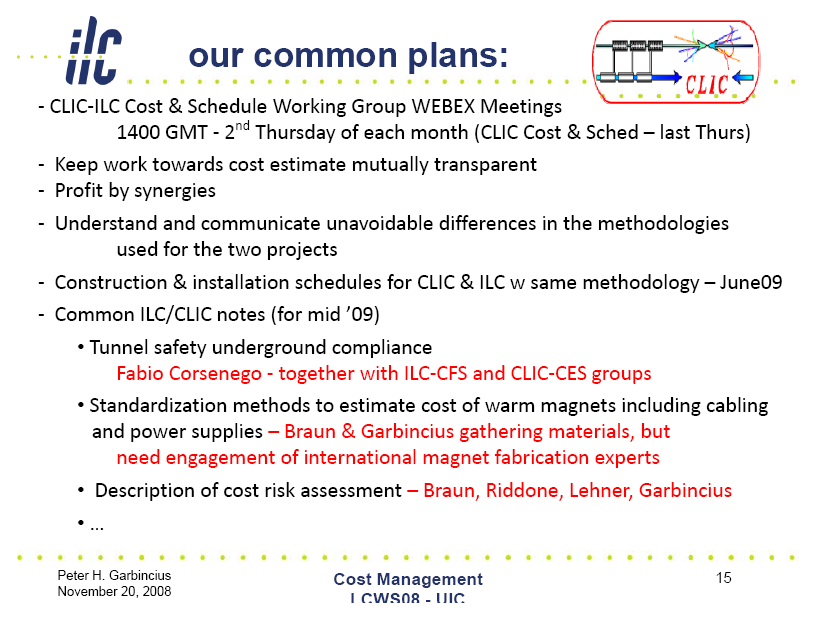 ilc
our common plans:
CLIC
- CLIC-ILC Cost & Schedule Working Group WEBEX Meetings
1400 GMT - 2nd Thursday of each month (CLIC Cost & Sched – last Thurs)
- Keep work towards cost estimate mutually transparent
- Profit by synergies
- Understand and communicate unavoidable differences in the methodologies
used for the two projects
- Construction & installation schedules for CLIC & ILC w same methodology – June09
- Common ILC/CLIC notes (for mid ’09)
• Tunnel safety underground compliance
Fabio Corsenego - together with ILC-CFS and CLIC-CES groups
• Standardization methods to estimate cost of warm magnets including cabling
and power supplies – Braun & Garbincius gathering materials, but
need engagement of international magnet fabrication experts
• Description of cost risk assessment – Braun, Riddone, Lehner, Garbincius
• ...
Peter H. Garbincius
November 20, 2008
Cost Management
LCWS08 - UIC
15